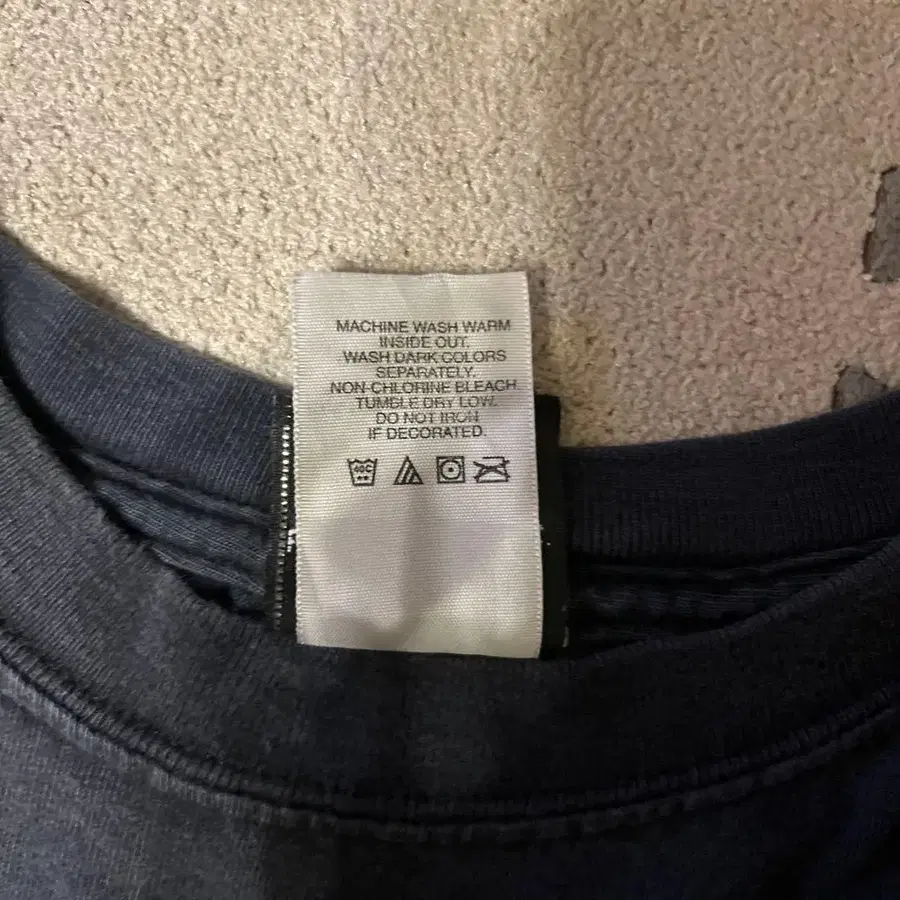 MACHINE WASH WARM
INSIDE OUT.
WASH DARK COLORS
SEPARATELY.
NON CHLORINE BLEACH.
TUMBLE DRY LOW.
DO NOT IRON
IF DECORATED.
40C